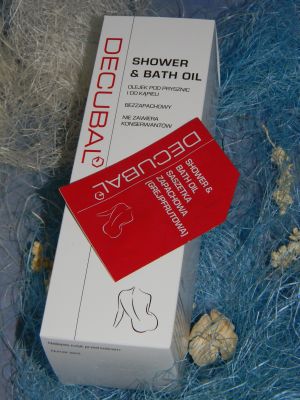 DECUBAL
SHOWER
& BATH OIL
OLEJEK POD PRYSZNIC
I DO KĄPIELI
BEZZAPACHOWY
NIE ZAWIERA
KONSERWANTÓW
DECUBAL
SHOWER &
BATH OIL
SASZETKA
ZAPACHOWA
(GREJPFRUTOWA)